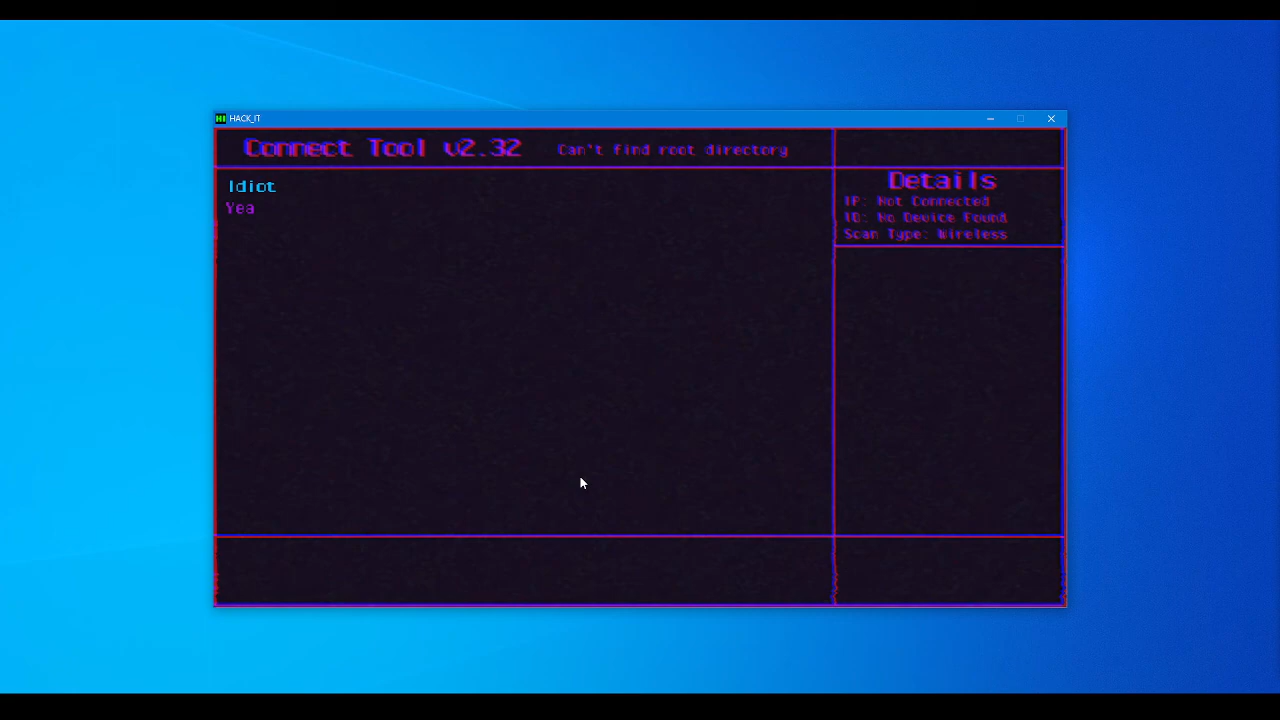 HACK_IT
Connect Tool v2.32 Can't find root directory
Idiot
Yea
Details
IP: Not Connected
ID: No Device Found
Scan Type: Wireless